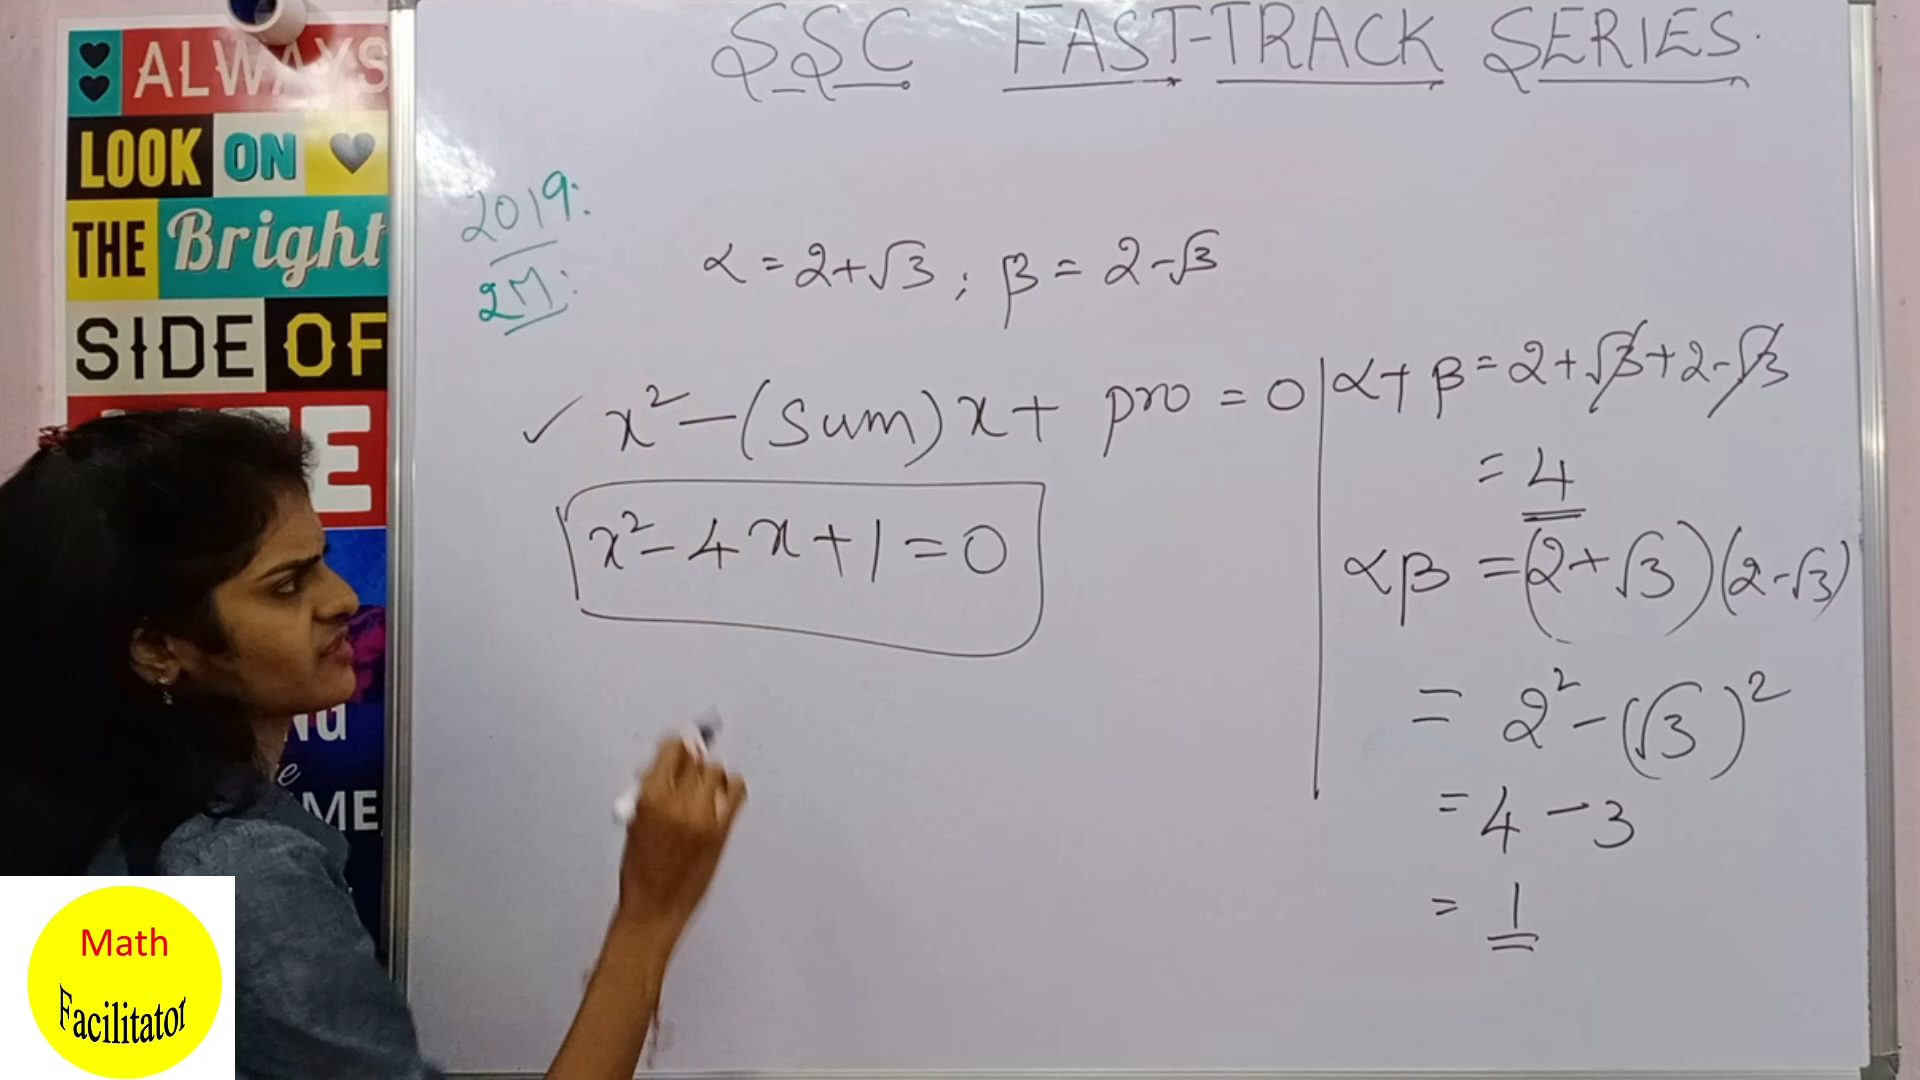 SSC FAST-TRACK SERIES.
2019:
2M:
α = 2+√3 ; β = 2-√3
x² - (Sum) x + pro = 0
x² - 4x + 1 = 0
α + β = 2 + √3 + 2 - √3
= 4
αβ = (2+√3)(2-√3)
= 2² - (√3)²
= 4 - 3
= 1
ALWAYS
LOOK ON
THE Bright
SIDE OF
E
NG
e
ME
Math
Facilitator